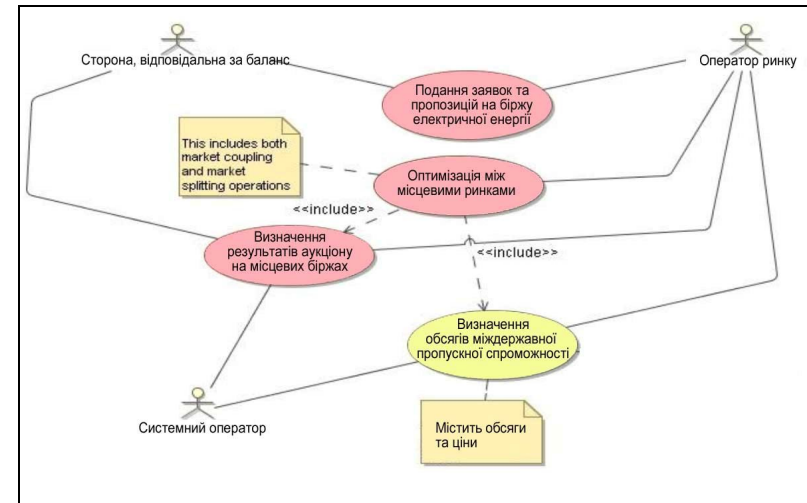 Сторона, відповідальна за баланс
Оператор ринку
Подання заявок та
пропозицій на біржу
електричної енергії
This includes both
market coupling
and market
splitting operations
Оптимізація між
місцевими ринками
<<include>>
Визначення
результатів аукціону
на місцевих біржах
<<include>>
Визначення
обсягів міждержавної
пропускної спроможності
Системний оператор
Містить обсяги
та ціни